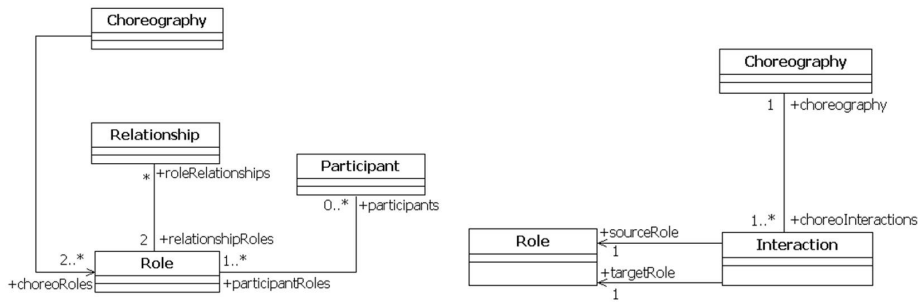 Choreography
Relationship
* +roleRelationships
Participant
0..* +participants
2 +relationshipRoles
2..*
Role
1..*
+choreoRoles
+participantRoles
Choreography
1 +choreography
1..* +choreoInteractions
Role
+sourceRole
1
Interaction
+targetRole
1